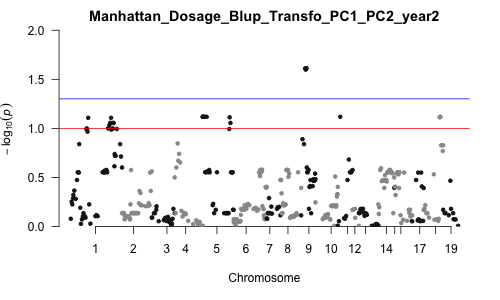 Manhattan_Dosage_Blup_Transfo_PC1_PC2_year2
2.0
1.5
1.0
0.5
0.0
− log10(p)
1 2 3 4 5 6 7 8 9 10 12 14 17 19
Chromosome